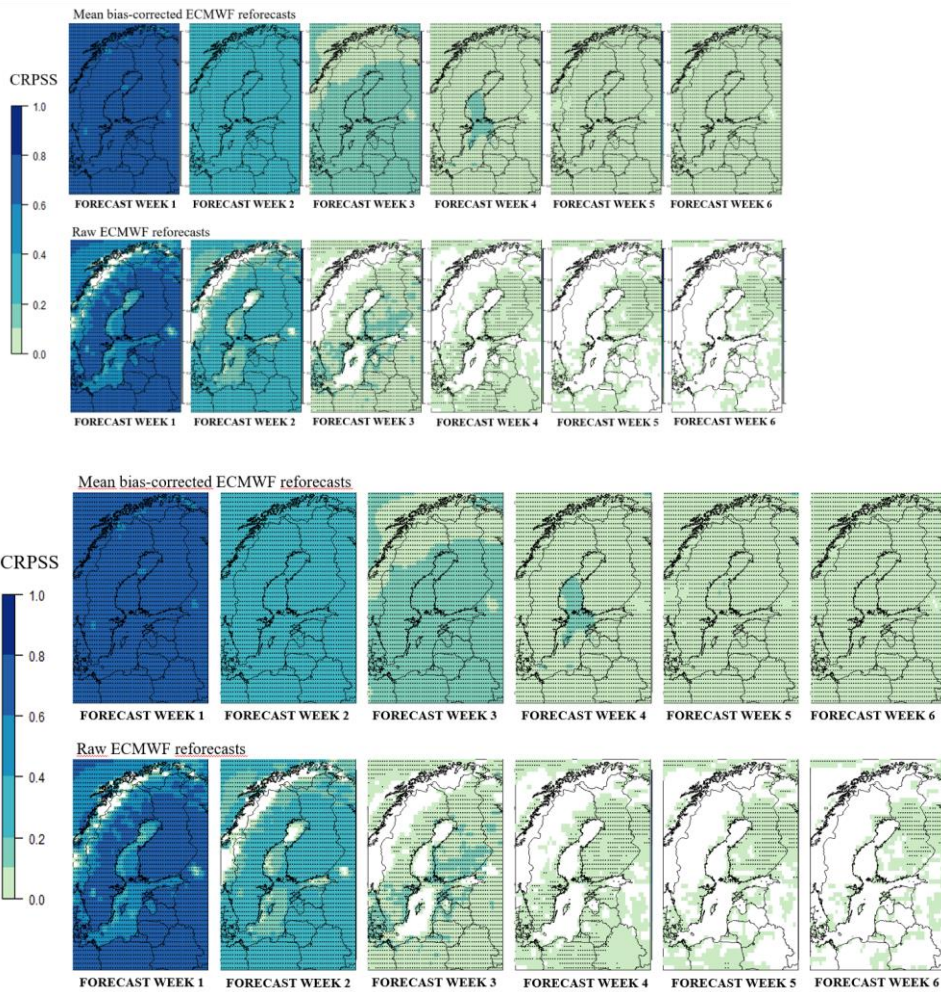 Mean bias-corrected ECMWF reforecasts
CRPSS
1.0
0.8
0.6
0.4
0.2
0.0
FORECAST WEEK 1 FORECAST WEEK 2 FORECAST WEEK 3 FORECAST WEEK 4 FORECAST WEEK 5 FORECAST WEEK 6
Raw ECMWF reforecasts
FORECAST WEEK 1 FORECAST WEEK 2 FORECAST WEEK 3 FORECAST WEEK 4 FORECAST WEEK 5 FORECAST WEEK 6
Mean bias-corrected ECMWF reforecasts
CRPSS
1.0
0.8
0.6
0.4
0.2
0.0
FORECAST WEEK 1 FORECAST WEEK 2 FORECAST WEEK 3 FORECAST WEEK 4 FORECAST WEEK 5 FORECAST WEEK 6
Raw ECMWF reforecasts
FORECAST WEEK 1 FORECAST WEEK 2 FORECAST WEEK 3 FORECAST WEEK 4 FORECAST WEEK 5 FORECAST WEEK 6